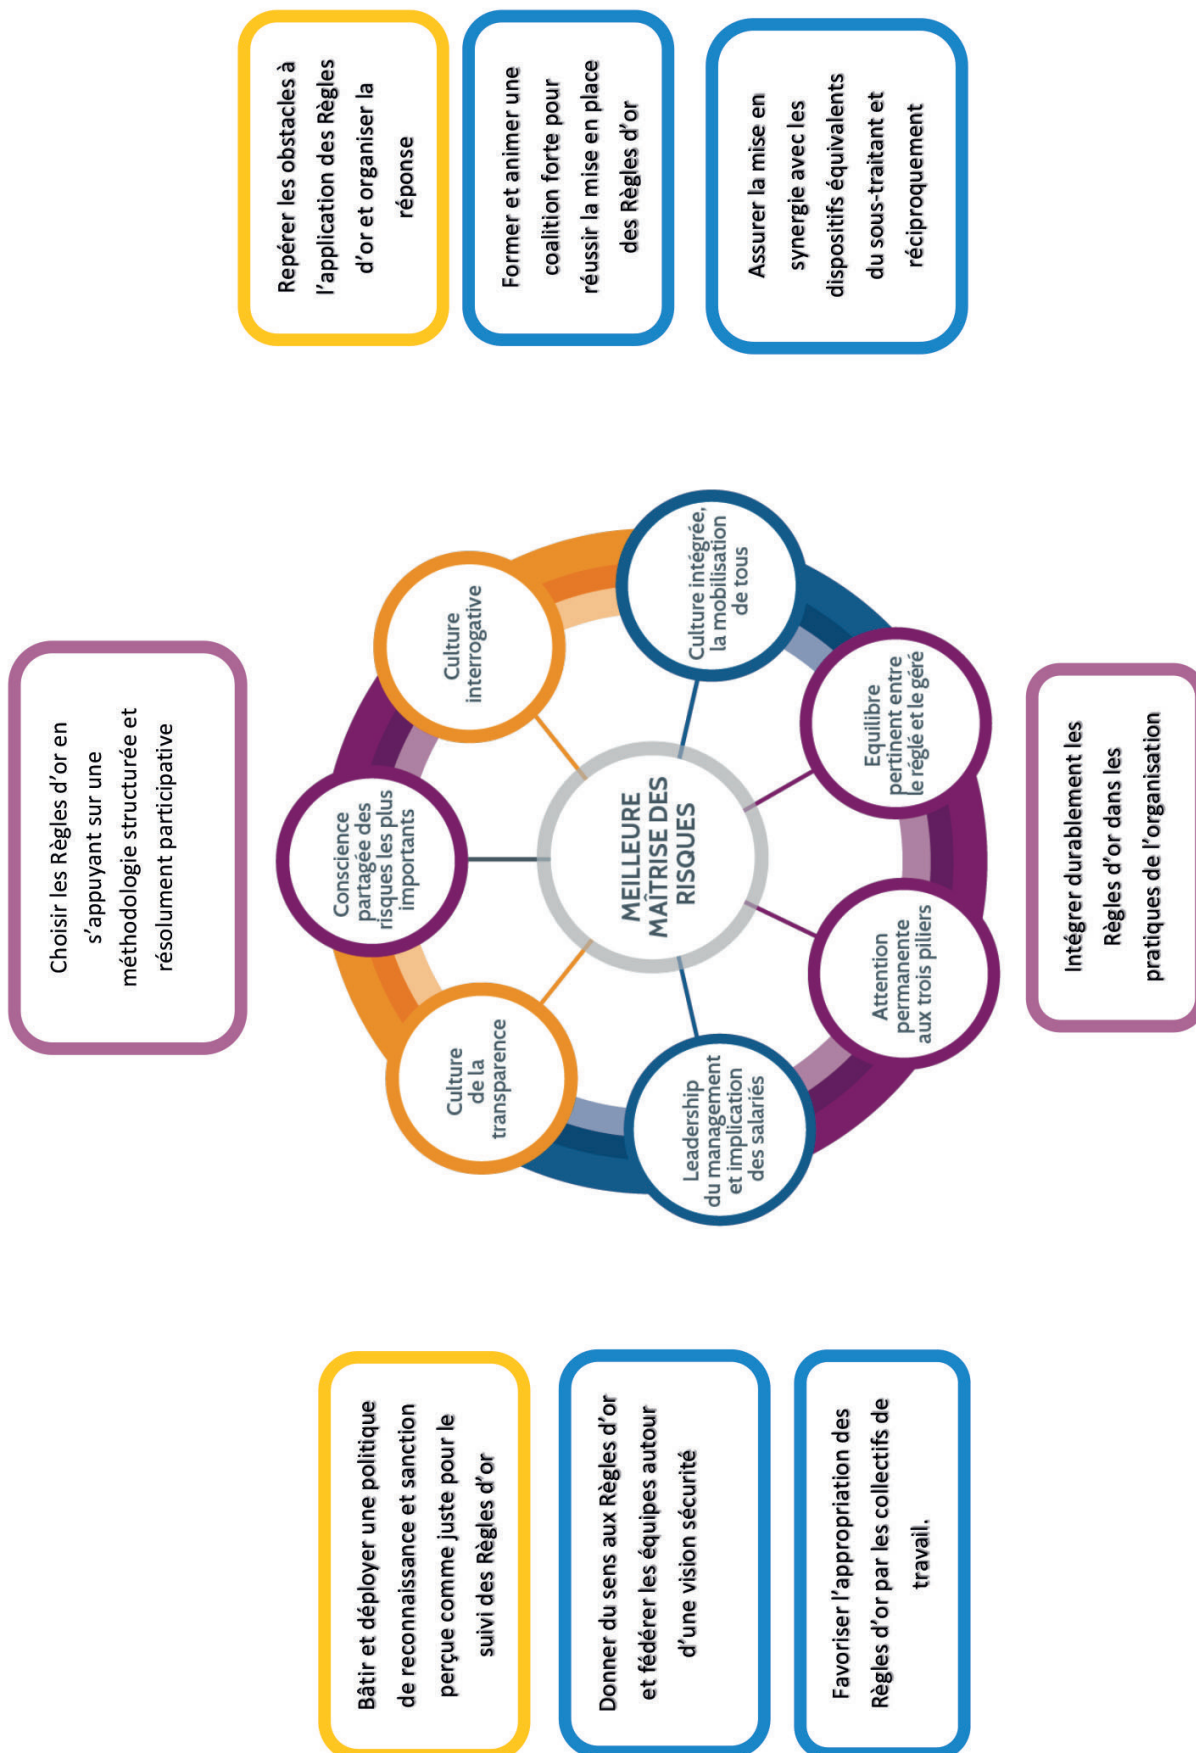 Choisir les Règles d'or en
s'appuyant sur une
méthodologie structurée et
résolument participative
Bâtir et déployer une politique
de reconnaissance et sanction
perçue comme juste pour le
suivi des Règles d'or
Donner du sens aux Règles d'or
et fédérer les équipes autour
d'une vision sécurité
Favoriser l'appropriation des
Règles d'or par les collectifs de
travail.
Conscience
partagée des
risques les plus
importants
Culture
de la
transparence
Culture
interrogative
MEILLEURE
MAÎTRISE DES
RISQUES
Leadership
du management
et implication
des salariés
Culture intégrée,
la mobilisation
de tous
Attention
permanente
aux trois piliers
Equilibre
pertinent entre
le réglé et le géré
Repérer les obstacles à
l'application des Règles
d'or et organiser la
réponse
Former et animer une
coalition forte pour
réussir la mise en place
des Règles d'or
Assurer la mise en
synergie avec les
dispositifs équivalents
du sous-traitant et
réciproquement
Intégrer durablement les
Règles d'or dans les
pratiques de l'organisation